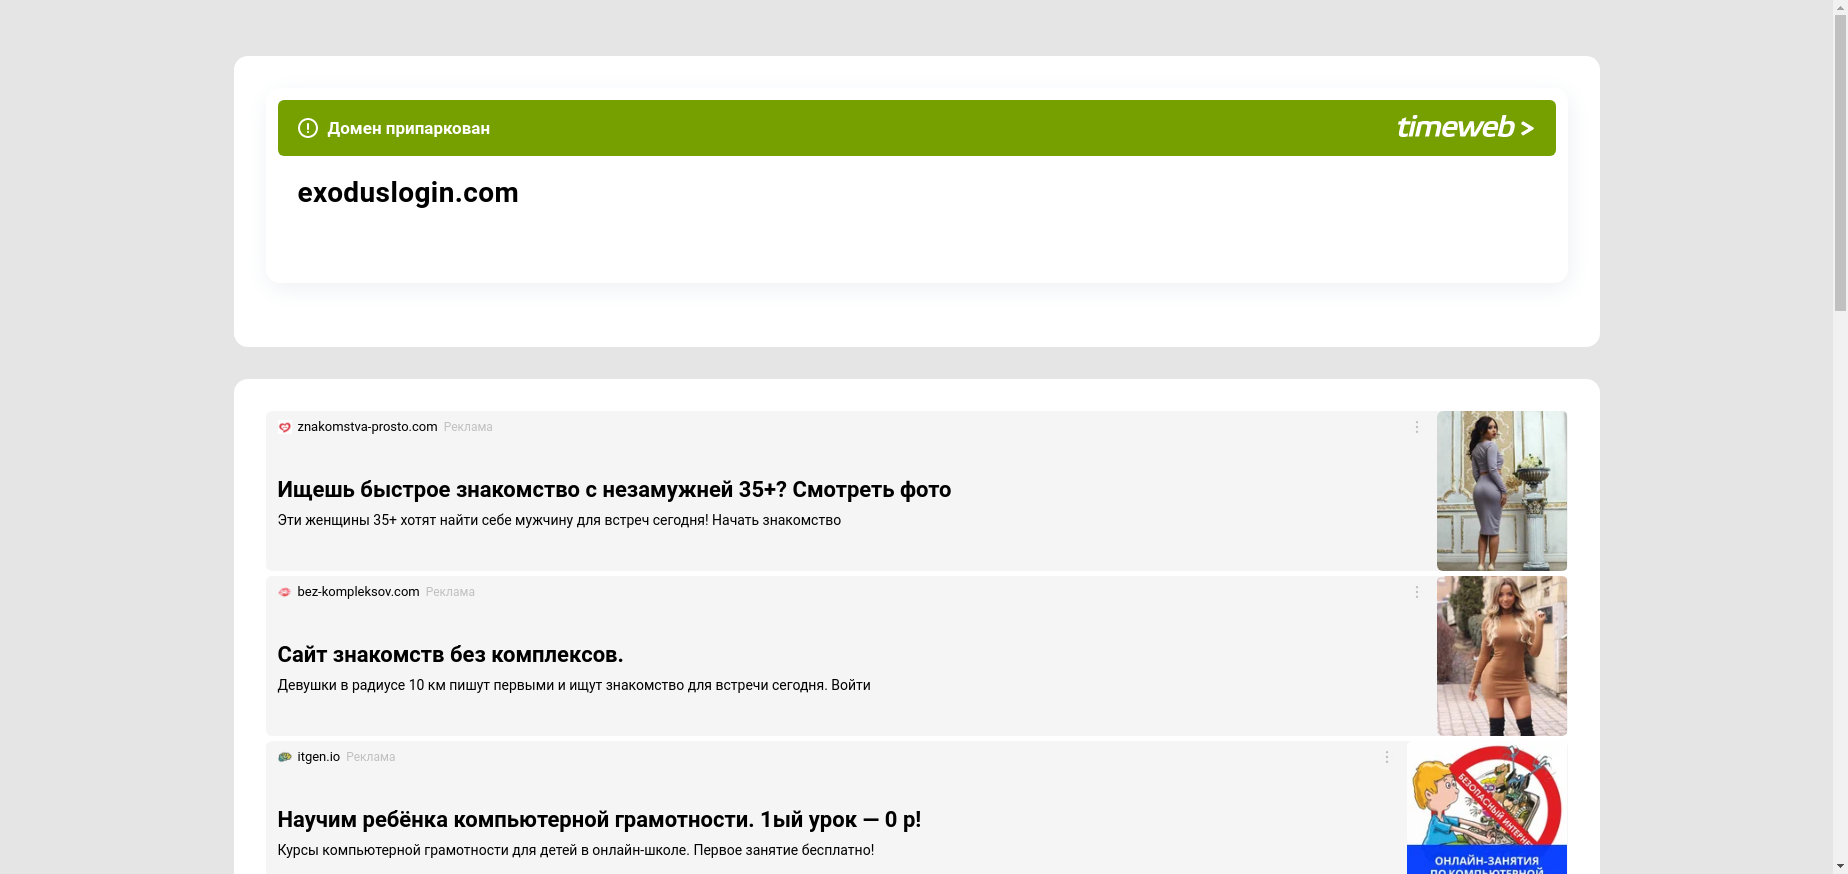 Домен припаркован
timeweb >
exoduslogin.com
znakomstva-prosto.com Реклама
Ищешь быстрое знакомство с незамужней 35+? Смотреть фото
Эти женщины 35+ хотят найти себе мужчину для встреч сегодня! Начать знакомство
bez-kompleksov.com Реклама
Сайт знакомств без комплексов.
Девушки в радиусе 10 км пишут первыми и ищут знакомство для встречи сегодня. Войти
itgen.io Реклама
Научим ребёнка компьютерной грамотности. 1ый урок — 0 р!
Курсы компьютерной грамотности для детей в онлайн-школе. Первое занятие бесплатно!
БЕЗОПАСНЫЙ ИНТЕРНЕТ
ОНЛАЙН-ЗАНЯТИЯ
ПО КОМПЬЮТЕРНОЙ